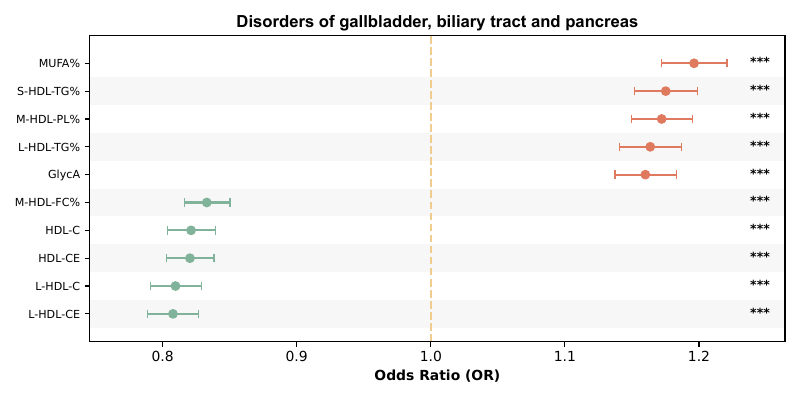 Disorders of gallbladder, biliary tract and pancreas
MUFA% ***
S-HDL-TG% ***
M-HDL-PL% ***
L-HDL-TG% ***
GlycA ***
M-HDL-FC% ***
HDL-C ***
HDL-CE ***
L-HDL-C ***
L-HDL-CE ***
0.8 0.9 1.0 1.1 1.2
Odds Ratio (OR)